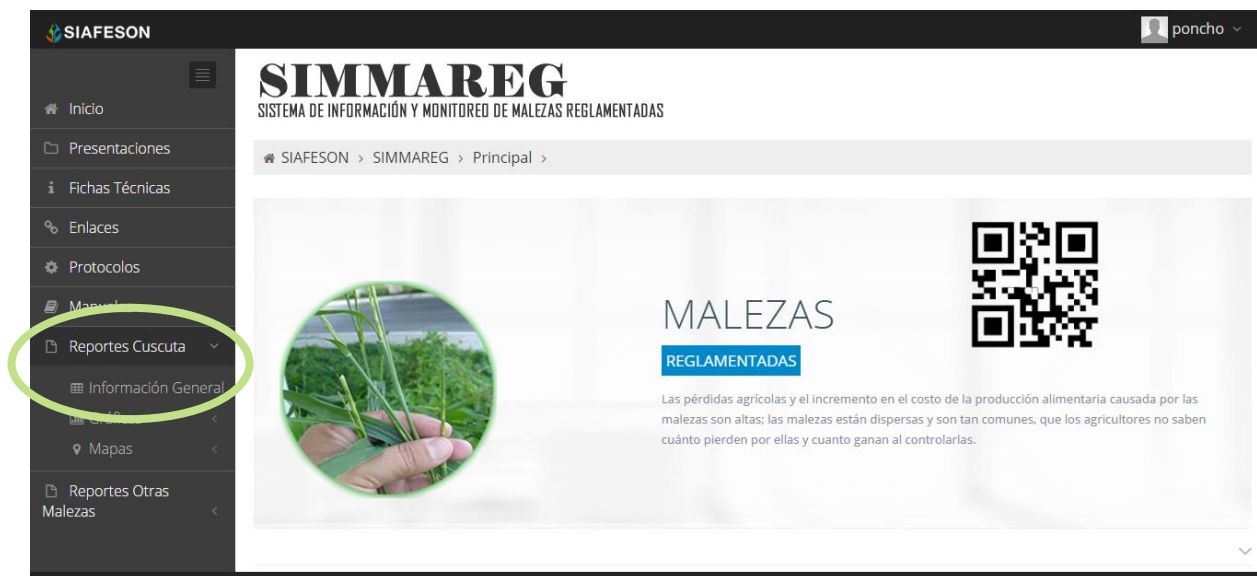 SIAFESON
poncho
Inicio
Presentaciones
Fichas Técnicas
Enlaces
Protocolos
Manuales
Reportes Cuscuta
Información General
Gráficos
Mapas
Reportes Otras
Malezas
SIMMAREG
SISTEMA DE INFORMACIÓN Y MONITOREO DE MALEZAS REGLAMENTADAS
SIAFESON > SIMMAREG > Principal >
MALEZAS
REGLAMENTADAS
Las pérdidas agrícolas y el incremento en el costo de la producción alimentaria causada por las
malezas son altas; las malezas están dispersas y son tan comunes, que los agricultores no saben
cuánto pierden por ellas y cuanto ganan al controlarlas.